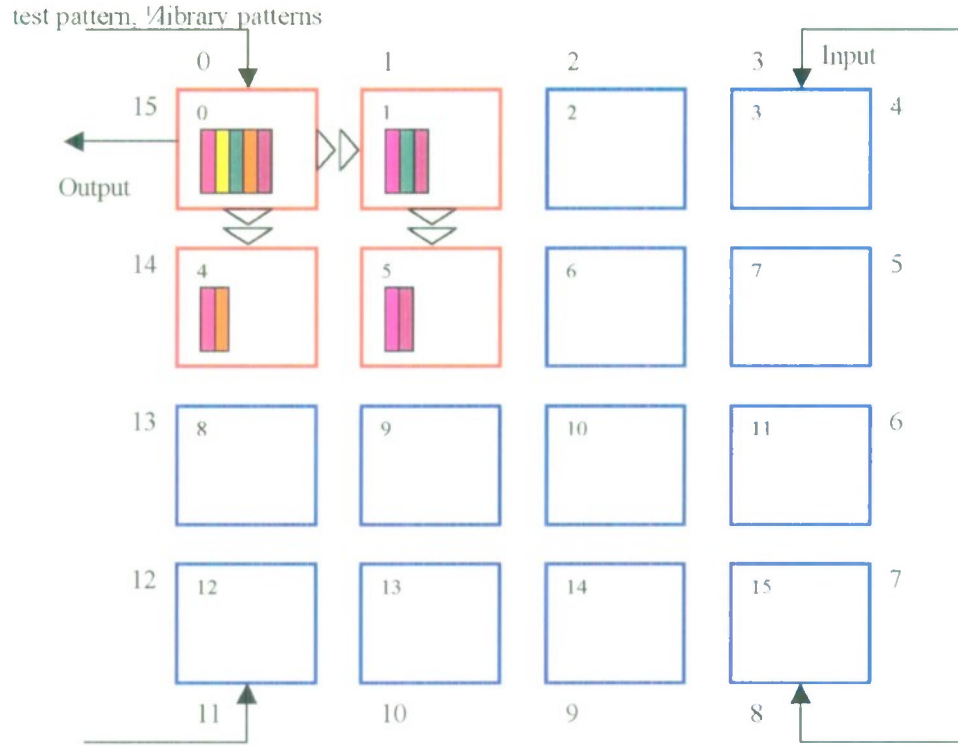 test pattern, ¼library patterns
0 1 2 3 Input
15 0 1 2 3 4
Output
14 4 5 6 7 5
13 8 9 10 11 6
12 12 13 14 15 7
11 10 9 8